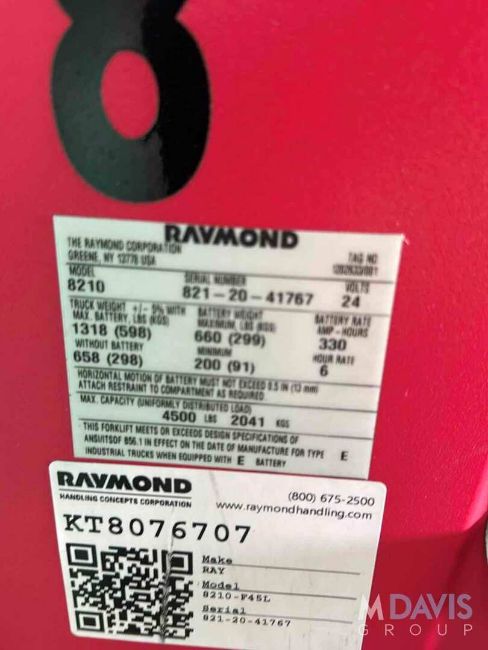 8
RAYMOND
THE RAYMOND CORPORATION
GREENE, NY 13778 USA
TAG NO
1282633/001
MODEL SERIAL NUMBER VOLTS
8210 821-20-41767 24
TRUCK WEIGHT +/- 5% WITH BATTERY WEIGHT BATTERY RATE
MAX. BATTERY, LBS (KGS) MAXIMUM, LBS (KGS) AMP-HOURS
1318 (598) 660 (299) 330
WITHOUT BATTERY MINIMUM HOUR RATE
658 (298) 200 (91) 6
HORIZONTAL MOTION OF BATTERY MUST NOT EXCEED 0.5 IN (13 mm)
ATTACH RESTRAINT TO COMPARTMENT AS REQUIRED.
MAX. CAPACITY (UNIFORMLY DISTRIBUTED LOAD)
4500 LBS 2041 KGS
THIS FORKLIFT MEETS OR EXCEEDS DESIGN SPECIFICATIONS OF
ANSI/ITSDF B56.1 IN EFFECT ON THE DATE OF MANUFACTURE FOR TYPE E
INDUSTRIAL TRUCKS WHEN EQUIPPED WITH E BATTERY
RAYMOND
HANDLING CONCEPTS CORPORATION
(800) 675-2500
www.raymondhandling.com
KT8076707
Make
RAY
Model
8210-F45L
Serial
821-20-41767
MDAVIS
GROUP